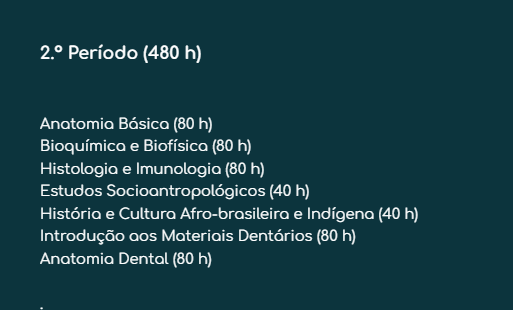 2.º Período (480 h)
Anatomia Básica (80 h)
Bioquímica e Biofísica (80 h)
Histologia e Imunologia (80 h)
Estudos Socioantropológicos (40 h)
História e Cultura Afro-brasileira e Indígena (40 h)
Introdução aos Materiais Dentários (80 h)
Anatomia Dental (80 h)
.